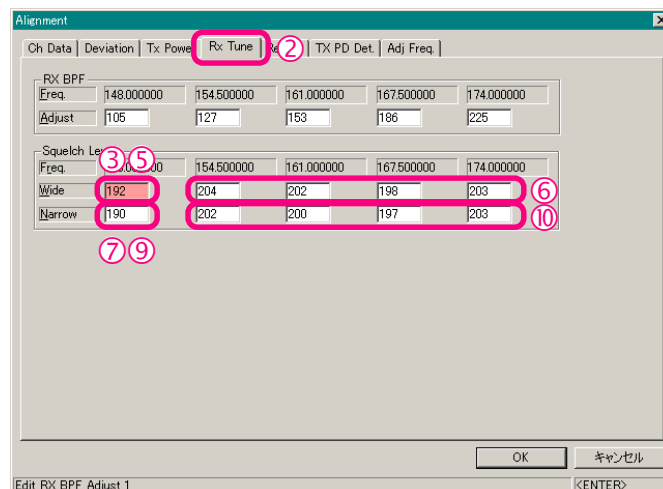 Alignment
Ch Data Deviation Tx Powe Rx Tune ② TX PD Det. Adj Freq.
RX BPF
Freq. 148.000000 154.500000 161.000000 167.500000 174.000000
Adjust 105 127 153 186 225
Squelch Le
③⑤
Freq. 154.500000 161.000000 167.500000 174.000000
Wide 192 204 202 198 203 ⑥
Narrow 190 202 200 197 203 ⑩
⑦⑨
OK キャンセル
Edit RX BPF Adjust 1 <ENTER>